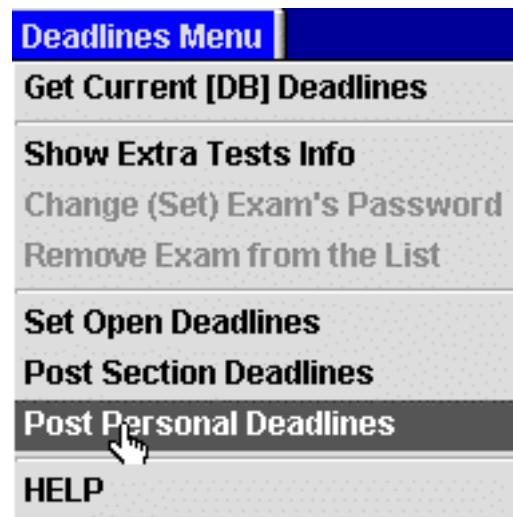 Deadlines Menu
Get Current [DB] Deadlines
Show Extra Tests Info
Change (Set) Exam's Password
Remove Exam from the List
Set Open Deadlines
Post Section Deadlines
Post Personal Deadlines
HELP